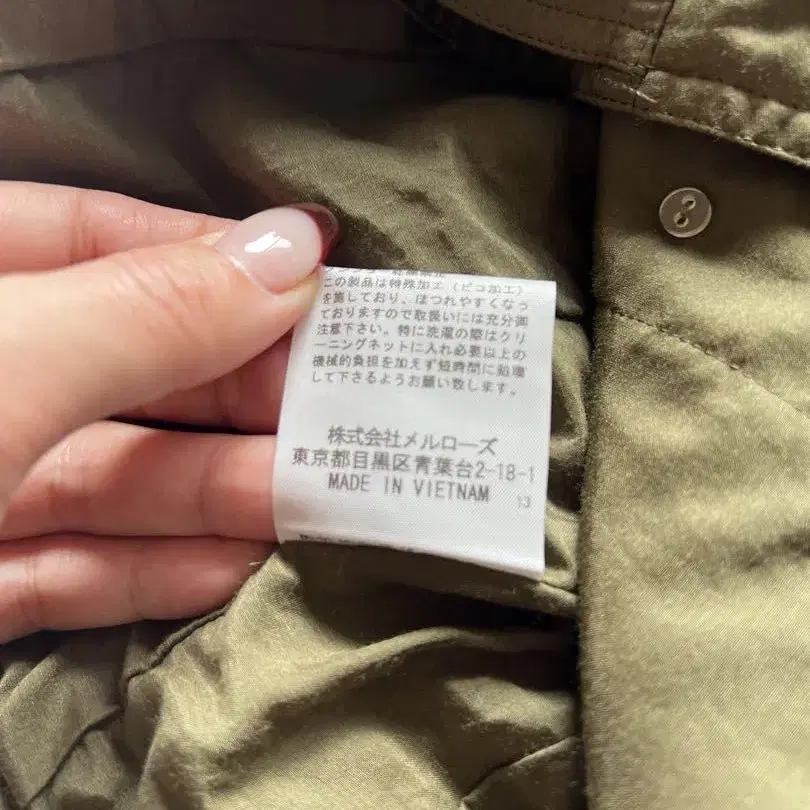 この製品は特殊加工(ピコ加工)
を施しており、ほつれやすくなっ
ておりますので取扱いには充分御
注意下さい。特に洗濯の際はクリ
ーニングネットに入れ必要以上の
機械的負担を加えず短時間に処理
して下さるようお願い致します。
株式会社メルローズ
東京都目黒区青葉台2-18-1
MADE IN VIETNAM
13